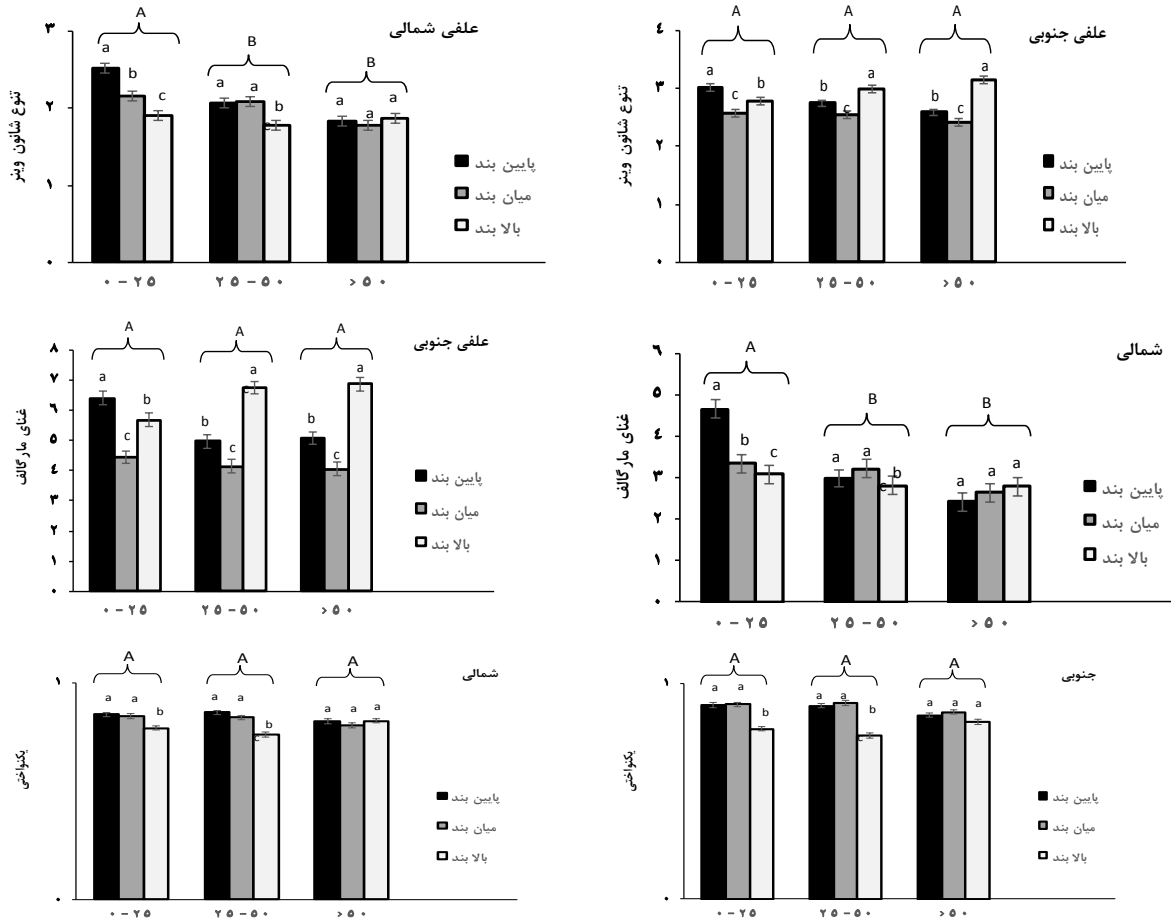 علفی شمالی
تنوع شانون وینر
۳
۲
۱
۰
A
B
B
a
b
c
a
a
b
c
a
a
a
پایین بند
میان بند
بالا بند
۰-۲۵
۲۵-۵۰
>۵۰
علفی جنوبی
تنوع شانون وینر
۴
۳
۲
۱
۰
A
A
A
a
c
b
b
c
a
b
c
a
پایین بند
میان بند
بالا بند
۰-۲۵
۲۵-۵۰
>۵۰
علفی جنوبی
غنای مارگالف
۸
۷
۶
۵
۴
۳
۲
۱
۰
A
A
A
a
c
b
b
c
c
a
b
c
a
پایین بند
میان بند
بالا بند
۰-۲۵
۲۵-۵۰
>۵۰
شمالی
غنای مارگالف
۶
۵
۴
۳
۲
۱
۰
A
B
B
a
b
c
a
a
c
b
a
a
a
پایین بند
میان بند
بالا بند
۰-۲۵
۲۵-۵۰
>۵۰
شمالی
یکنواختی
۱
۰
A
A
A
a
a
b
a
a
c
b
a
a
a
پایین بند
میان بند
بالا بند
۰-۲۵
۲۵-۵۰
>۵۰
جنوبی
یکنواختی
۱
۰
A
A
A
a
a
b
a
a
c
b
a
a
a
پایین بند
میان بند
بالا بند
۰-۲۵
۲۵-۵۰
>۵۰